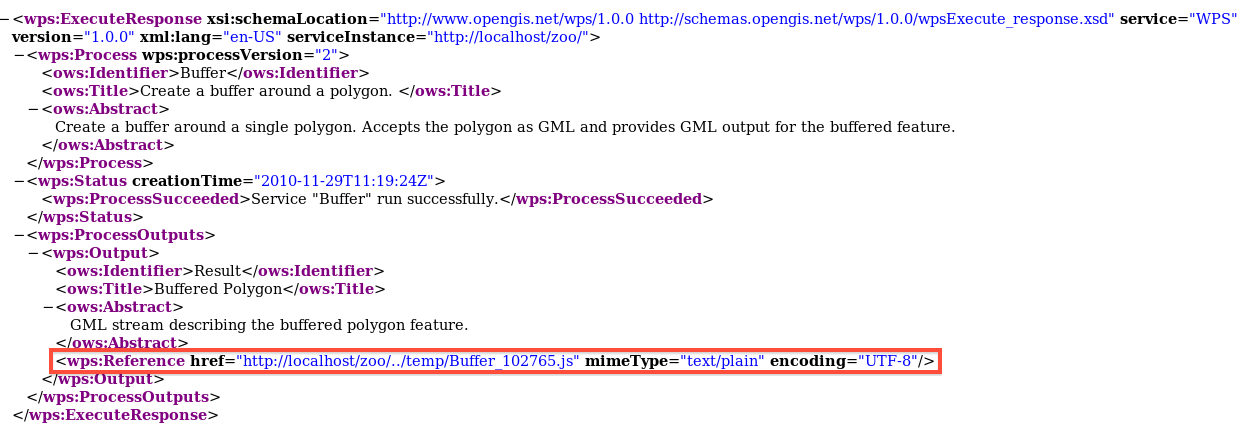 −<wps:ExecuteResponse xsi:schemaLocation="http://www.opengis.net/wps/1.0.0 http://schemas.opengis.net/wps/1.0.0/wpsExecute_response.xsd" service="WPS"
version="1.0.0" xml:lang="en-US" serviceInstance="http://localhost/zoo/">
−<wps:Process wps:processVersion="2">
<ows:Identifier>Buffer</ows:Identifier>
<ows:Title>Create a buffer around a polygon. </ows:Title>
−<ows:Abstract>
Create a buffer around a single polygon. Accepts the polygon as GML and provides GML output for the buffered feature.
</ows:Abstract>
</wps:Process>
−<wps:Status creationTime="2010-11-29T11:19:24Z">
<wps:ProcessSucceeded>Service "Buffer" run successfully.</wps:ProcessSucceeded>
</wps:Status>
−<wps:ProcessOutputs>
−<wps:Output>
<ows:Identifier>Result</ows:Identifier>
<ows:Title>Buffered Polygon</ows:Title>
−<ows:Abstract>
GML stream describing the buffered polygon feature.
</ows:Abstract>
<wps:Reference href="http://localhost/zoo/../temp/Buffer_102765.js" mimeType="text/plain" encoding="UTF-8"/>
</wps:Output>
</wps:ProcessOutputs>
</wps:ExecuteResponse>